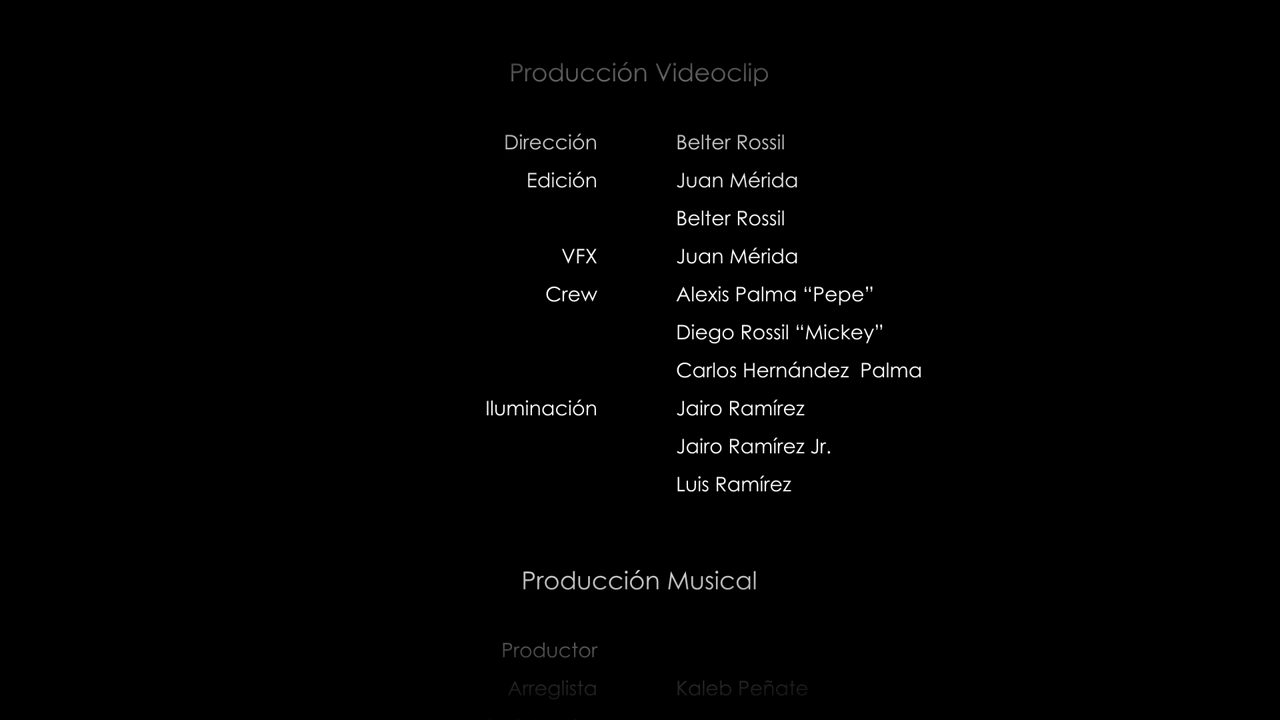 Producción Videoclip
Dirección Belter Rossil
Edición Juan Mérida
Belter Rossil
VFX Juan Mérida
Crew Alexis Palma “Pepe”
Diego Rossil “Mickey”
Carlos Hernández Palma
Iluminación Jairo Ramírez
Jairo Ramírez Jr.
Luis Ramírez
Producción Musical
Productor
Arreglista Kaleb Peñate